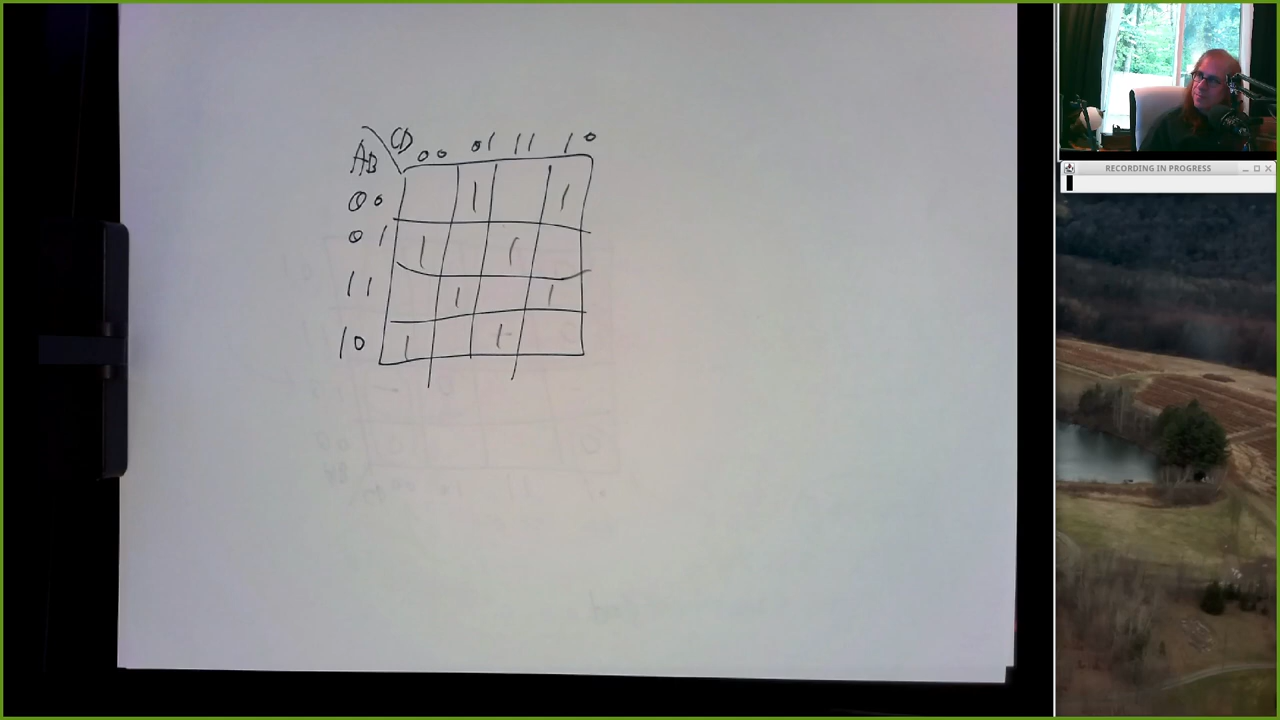 CD 00 01 11 10
AB
00 1 1
01 1 1
11 1 1
10 1 1
RECORDING IN PROGRESS